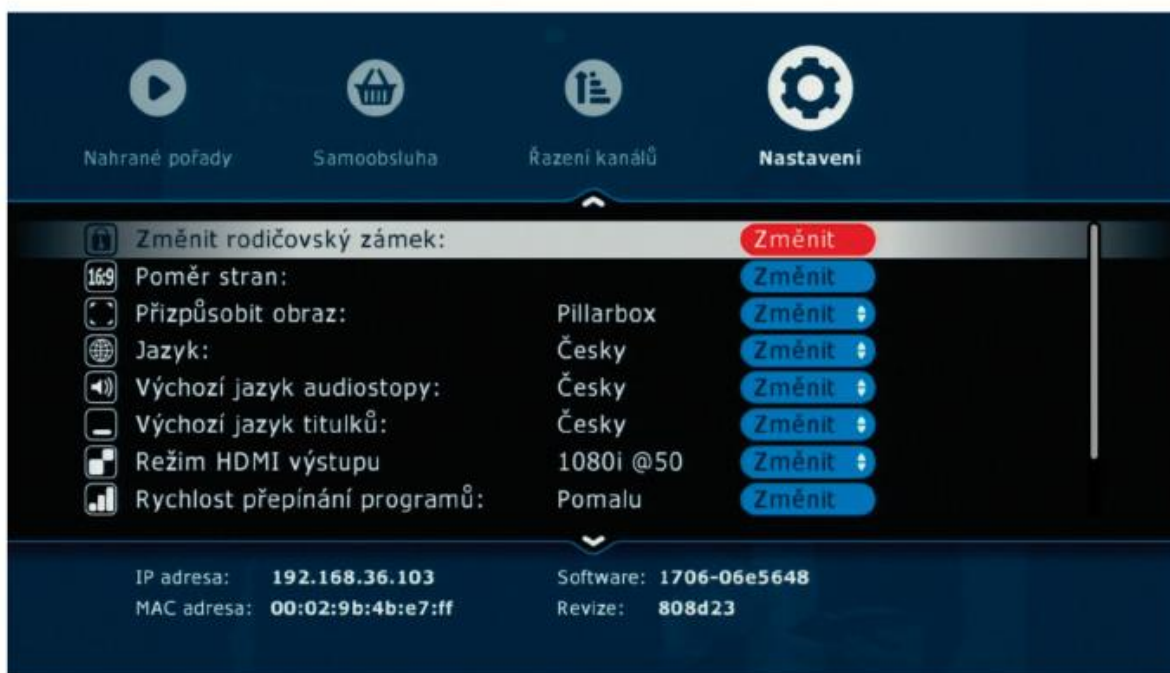 Nahrané pořady Samoobsluha Řazení kanálů Nastavení
Změnit rodičovský zámek: Změnit
16:9 Poměr stran: Změnit
Přizpůsobit obraz: Pillarbox Změnit
Jazyk: Česky Změnit
Výchozí jazyk audiostopy: Česky Změnit
Výchozí jazyk titulků: Česky Změnit
Režim HDMI výstupu 1080i @50 Změnit
Rychlost přepínání programů: Pomalu Změnit
IP adresa: 192.168.36.103 Software: 1706-06e5648
MAC adresa: 00:02:9b:4b:e7:ff Revize: 808d23